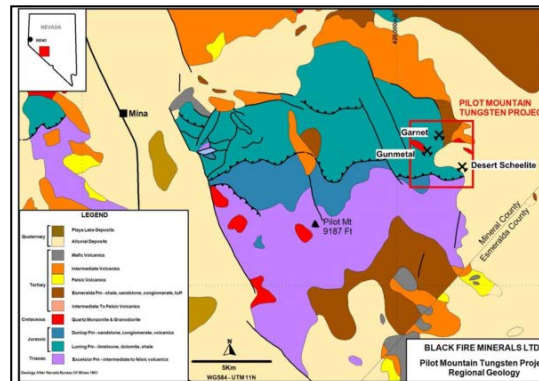 NEVADA
RENO
Mina
PILOT MOUNTAIN
TUNGSTEN PROJECT
Garnet
Gunmetal
Desert Scheelite
Pilot Mt
9187 Ft
Mineral County
Esmeralda County
LEGEND
Quaternary
Playa Lake Deposits
Alluvial Deposits
Tertiary
Mafic Volcanics
Intermediate Volcanics
Felsic Volcanics
Esmeralda Fm - shale, sandstone, conglomerate, tuff
Intermediate To Felsic Volcanics
Cretaceous
Quartz Monzonite & Granodiorite
Jurassic
Dunlop Fm - sandstone, conglomerate, volcanics
Luning Fm - limestone, dolomite, shale
Triassic
Excelsior Fm - intermediate to felsic volcanics
Geology After Nevada Bureau Of Mines 1961
N
5Km
WGS84 - UTM 11N
BLACK FIRE MINERALS LTD
Pilot Mountain Tungsten Project
Regional Geology